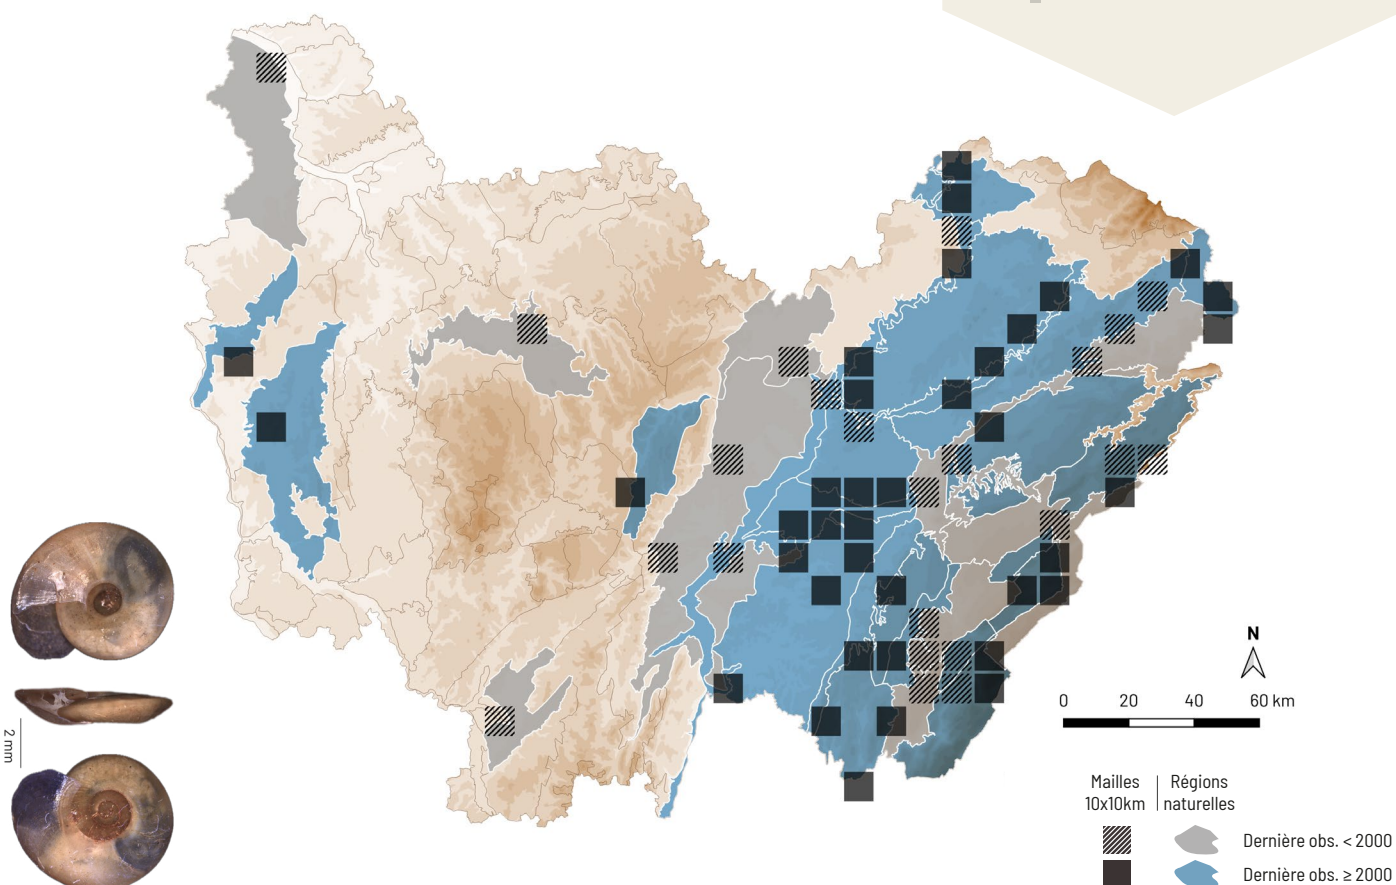 2 mm
N
0 20 40 60 km
Mailles 10x10km
Régions naturelles
Dernière obs. < 2000
Dernière obs. ≥ 2000